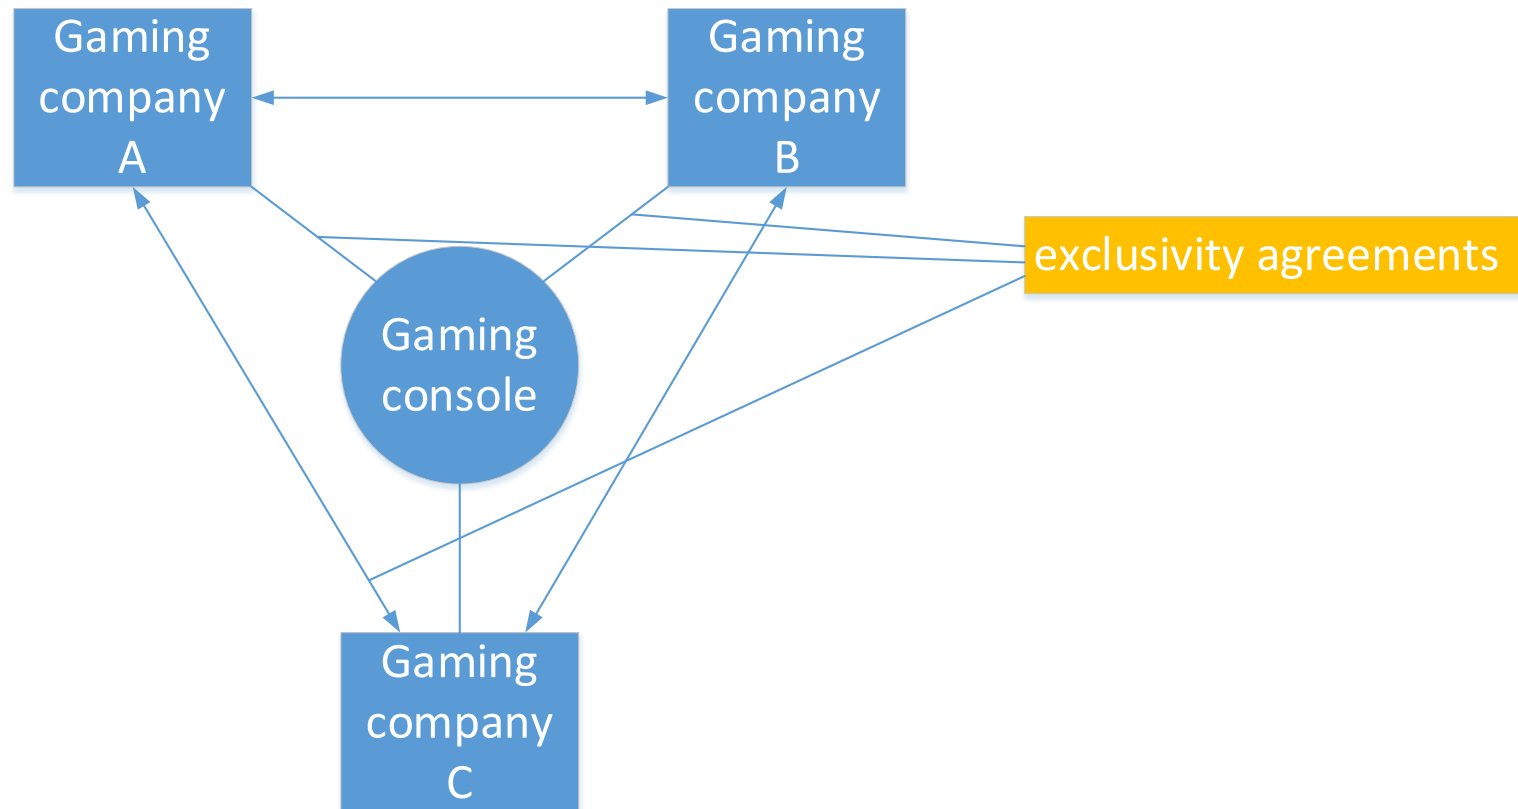 Gaming
company
A
Gaming
company
B
exclusivity agreements
Gaming
console
Gaming
company
C